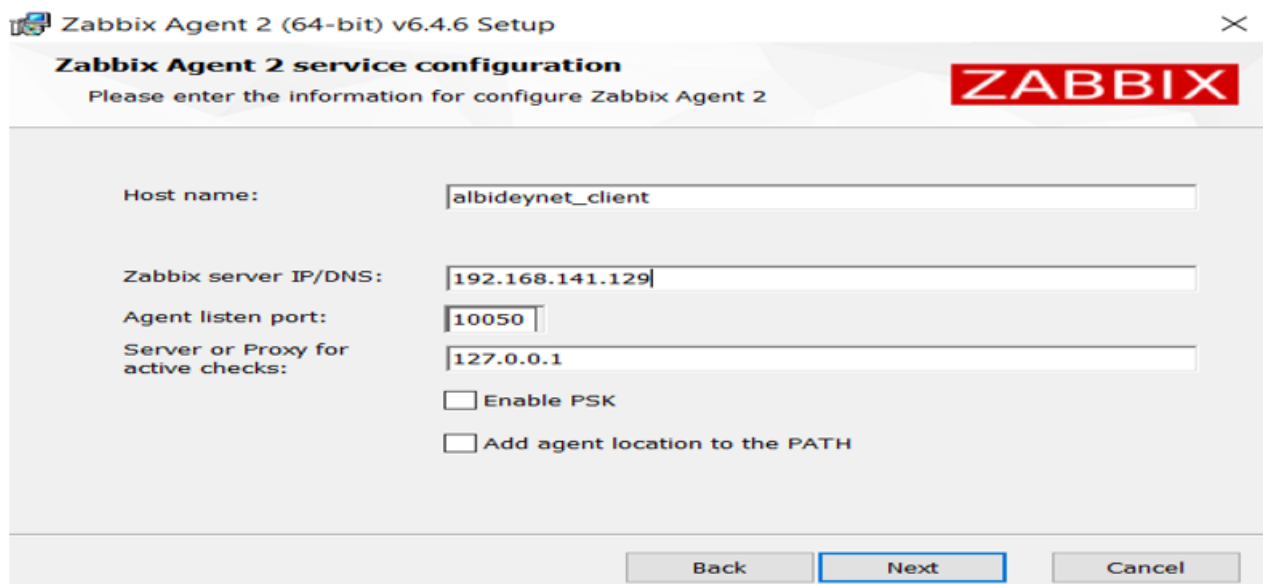 Zabbix Agent 2 (64-bit) v6.4.6 Setup
Zabbix Agent 2 service configuration
Please enter the information for configure Zabbix Agent 2
ZABBIX
Host name:
albideynet_client
Zabbix server IP/DNS:
192.168.141.129
Agent listen port:
10050
Server or Proxy for
active checks:
127.0.0.1
Enable PSK
Add agent location to the PATH
Back
Next
Cancel